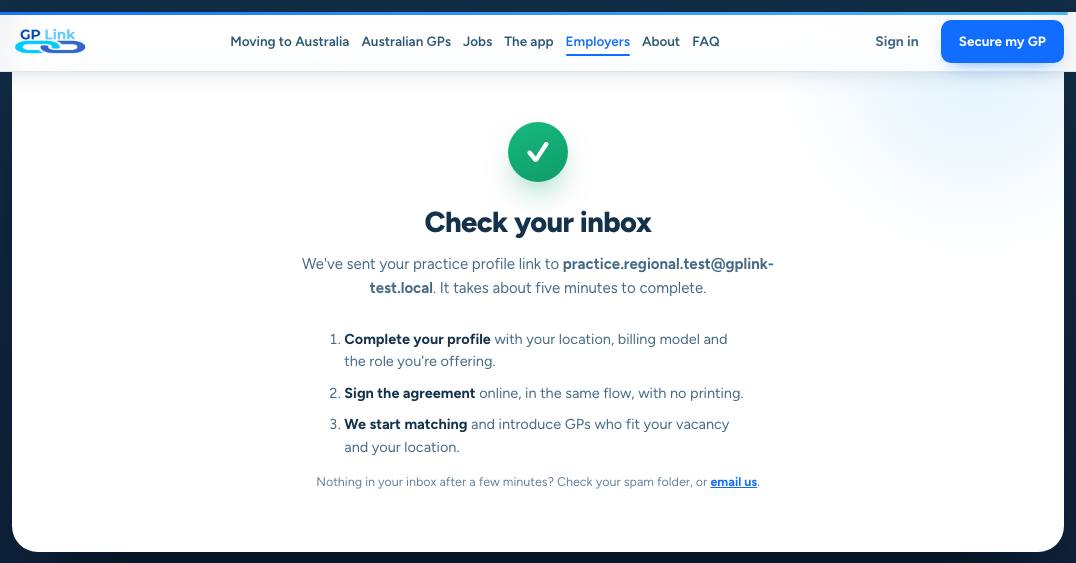 GP Link
Moving to Australia
Australian GPs
Jobs
The app
Employers
About
FAQ
Sign in
Secure my GP
Check your inbox
We've sent your practice profile link to practice.regional.test@gplink-
test.local. It takes about five minutes to complete.
1. Complete your profile with your location, billing model and
the role you're offering.
2. Sign the agreement online, in the same flow, with no printing.
3. We start matching and introduce GPs who fit your vacancy
and your location.
Nothing in your inbox after a few minutes? Check your spam folder, or email us.